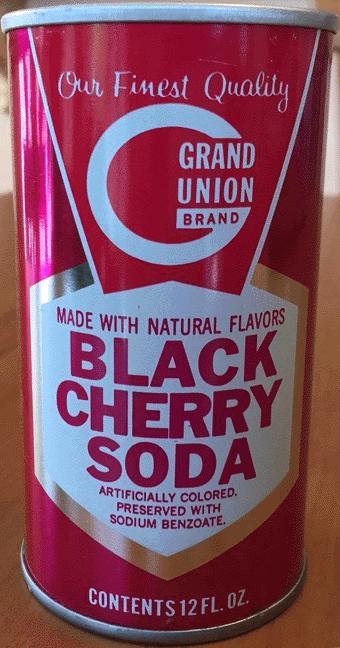 Our Finest Quality
GRAND
UNION
BRAND
MADE WITH NATURAL FLAVORS
BLACK
CHERRY
SODA
ARTIFICIALLY COLORED.
PRESERVED WITH
SODIUM BENZOATE.
CONTENTS 12 FL. OZ.